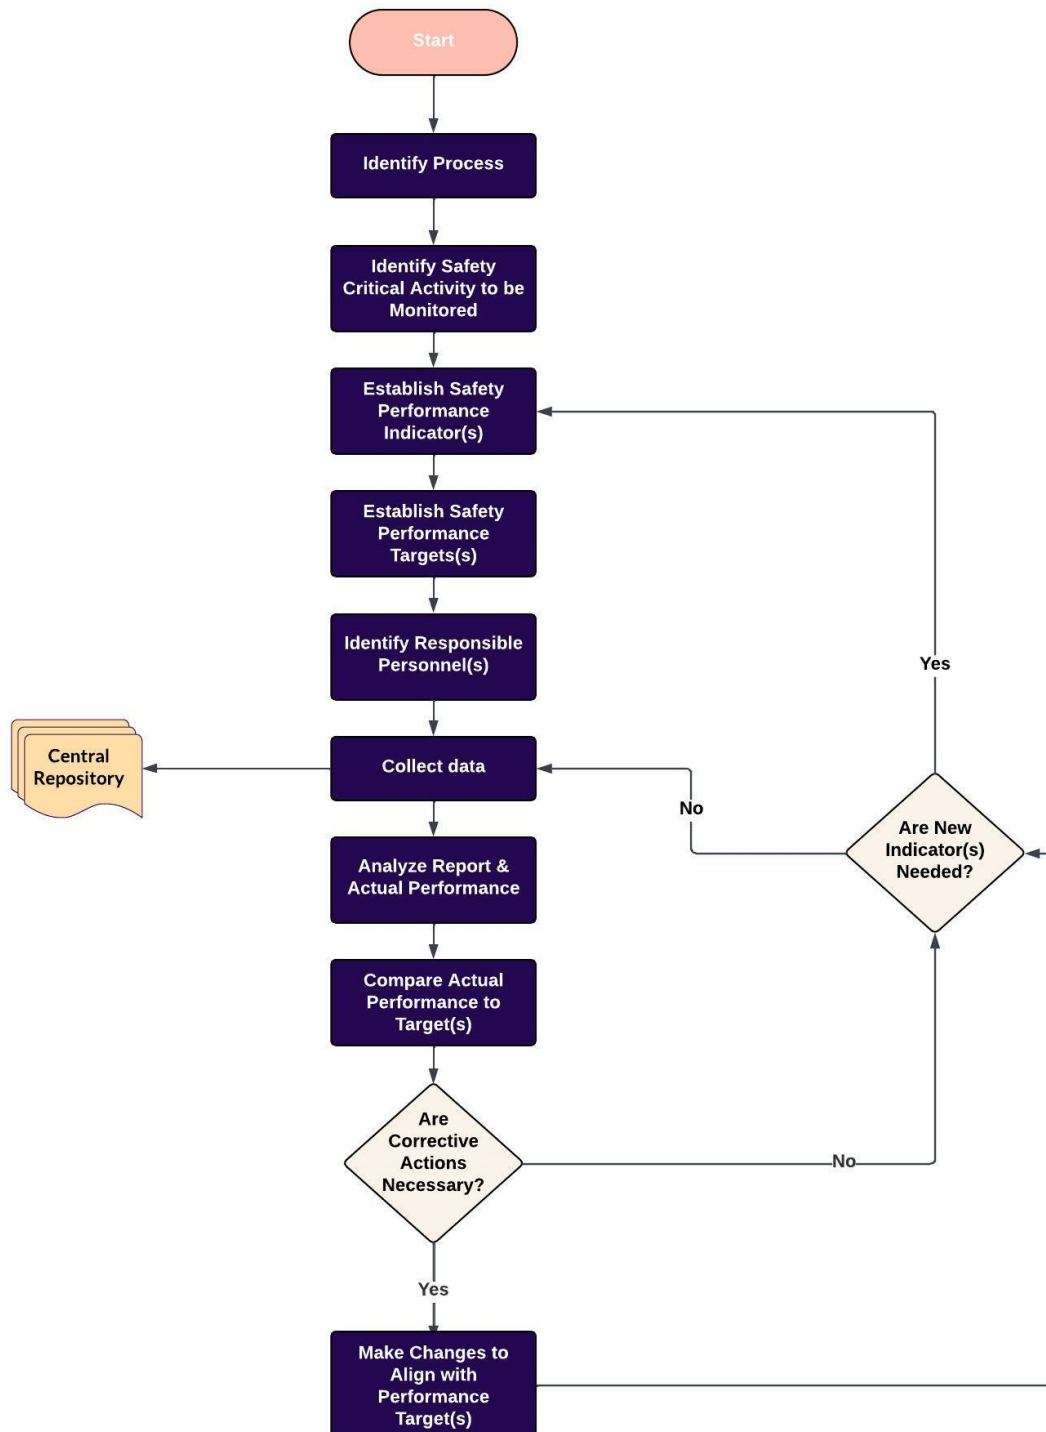 Start
Identify Process
Identify Safety
Critical Activity to be
Monitored
Establish Safety
Performance
Indicator(s)
Establish Safety
Performance
Targets(s)
Identify Responsible
Personnel(s)
Yes
Central
Repository
Collect data
No
Are New
Indicator(s)
Needed?
Analyze Report &
Actual Performance
Compare Actual
Performance to
Target(s)
Are
Corrective
Actions
Necessary?
No
Yes
Make Changes to
Align with
Performance
Target(s)